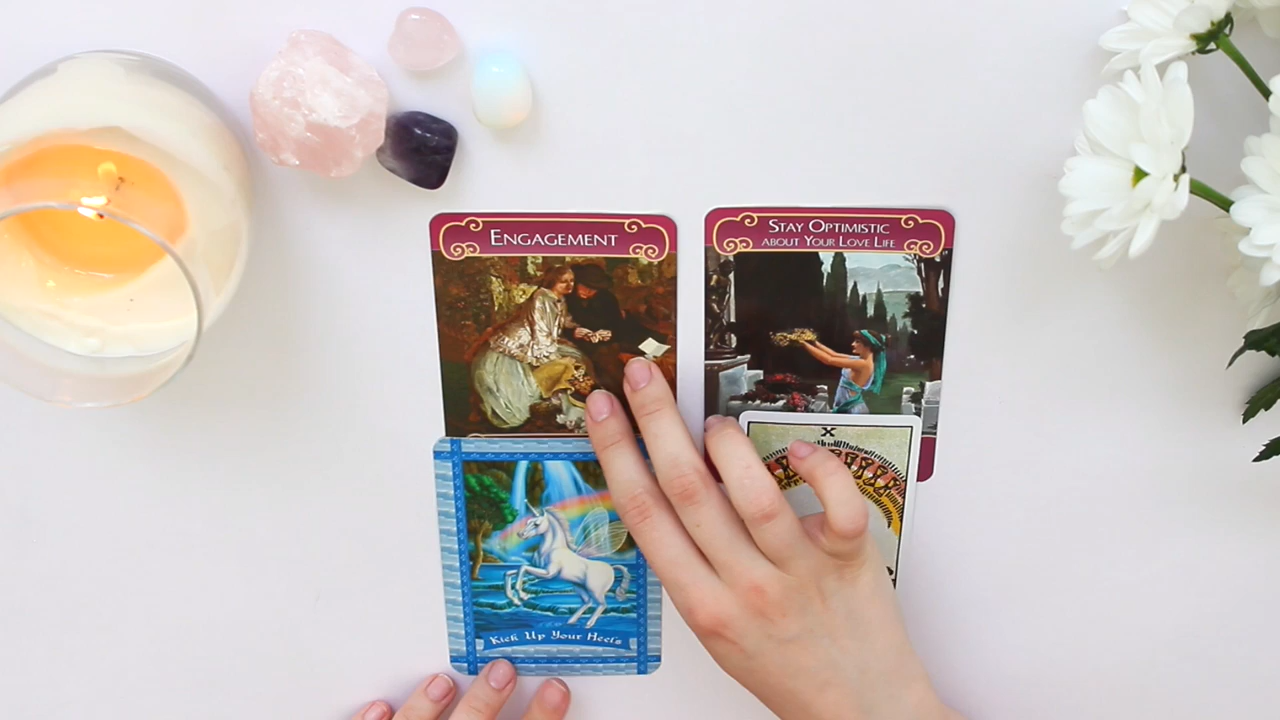 ENGAGEMENT
STAY OPTIMISTIC
ABOUT YOUR LOVE LIFE
X
Kick Up Your Heels